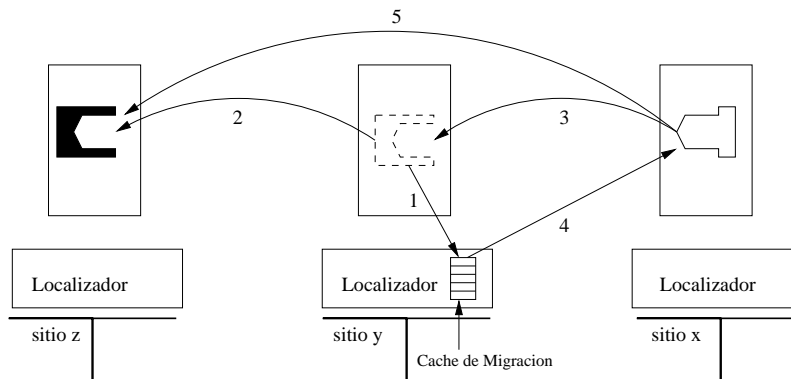 5
2
3
1
4
Localizador
Localizador
Localizador
sitio z
sitio y
sitio x
Cache de Migracion